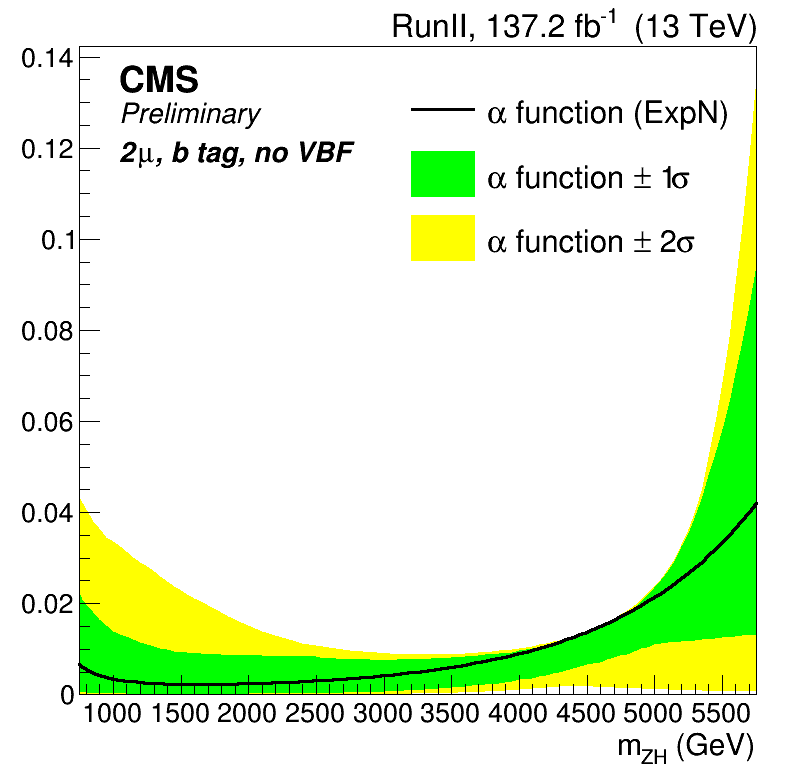 RunII, 137.2 fb⁻¹ (13 TeV)
CMS
Preliminary
2μ, b tag, no VBF
α function (ExpN)
α function ± 1σ
α function ± 2σ
0.14
0.12
0.1
0.08
0.06
0.04
0.02
0
1000 1500 2000 2500 3000 3500 4000 4500 5000 5500
m_ZH (GeV)